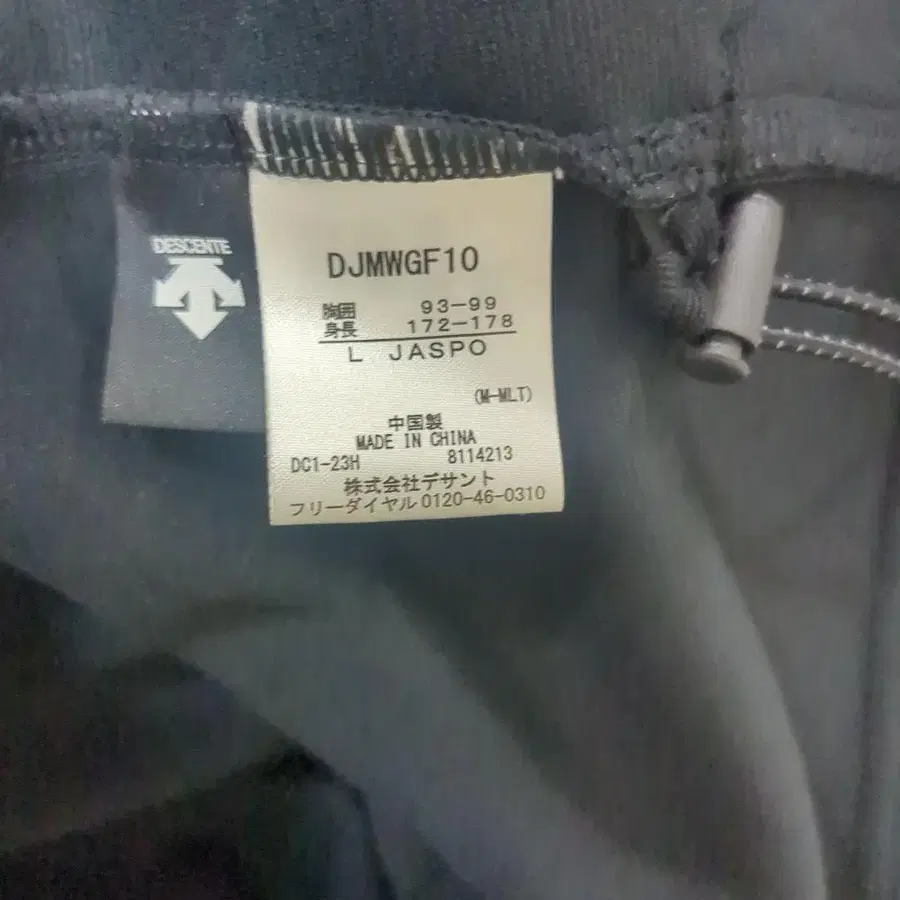 DESCENTE
DJMWGF10
胸囲 93-99
身長 172-178
L JASPO
(M-MLT)
中国製
MADE IN CHINA
DC1-23H 8114213
株式会社デサント
フリーダイヤル 0120-46-0310